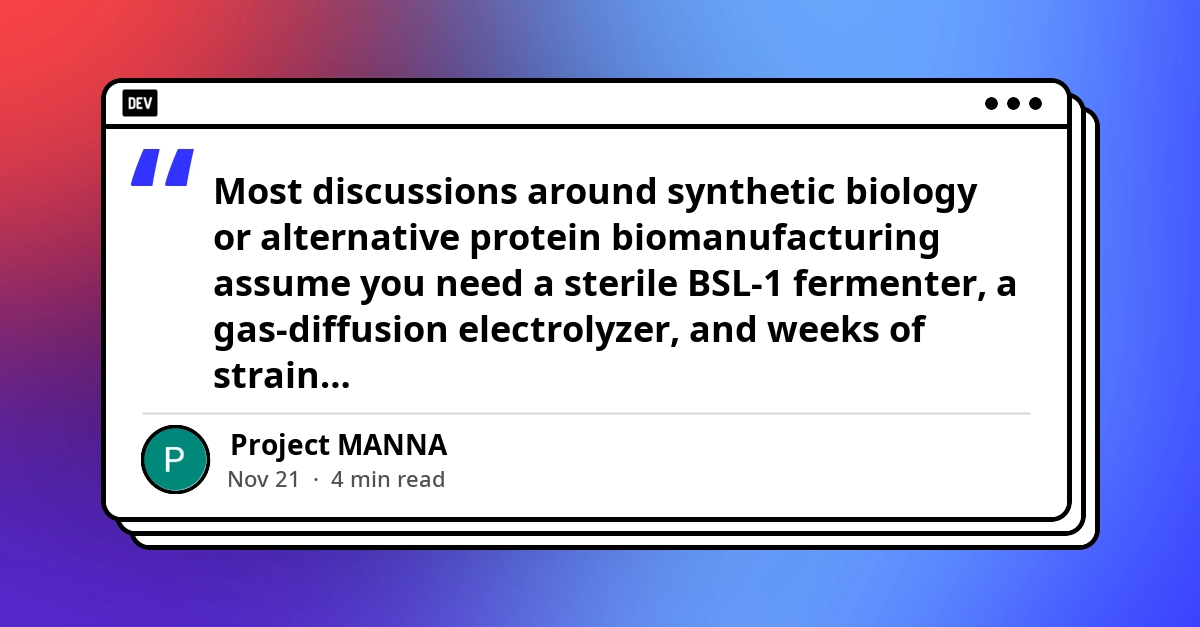 DEV
“
Most discussions around synthetic biology
or alternative protein biomanufacturing
assume you need a sterile BSL-1 fermenter, a
gas-diffusion electrolyzer, and weeks of
strain...
P
Project MANNA
Nov 21 · 4 min read